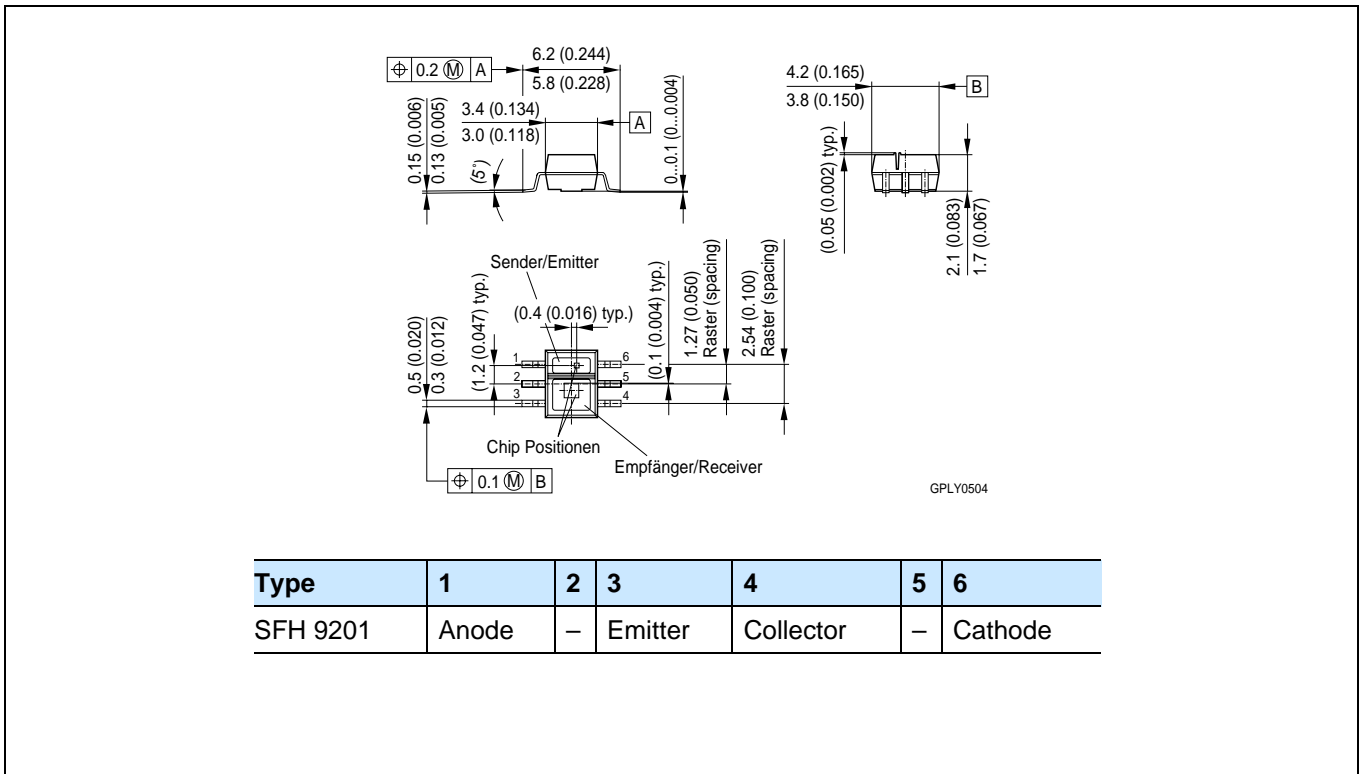 6.2 (0.244)
5.8 (0.228)
⌖ 0.2 Ⓜ A
4.2 (0.165)
3.8 (0.150)
B
3.4 (0.134)
3.0 (0.118)
A
0.15 (0.006)
0.13 (0.005)
(5°)
0...0.1 (0...0.004)
(0.05 (0.002) typ.)
2.1 (0.083)
1.7 (0.067)
Sender/Emitter
(0.4 (0.016) typ.)
(1.2 (0.047) typ.)
(0.1 (0.004) typ.)
1.27 (0.050)
Raster (spacing)
2.54 (0.100)
Raster (spacing)
0.5 (0.020)
0.3 (0.012)
1 6
2 5
3 4
Chip Positionen
Empfänger/Receiver
⌖ 0.1 Ⓜ B
GPLY0504
Type 1 2 3 4 5 6
SFH 9201 Anode – Emitter Collector – Cathode